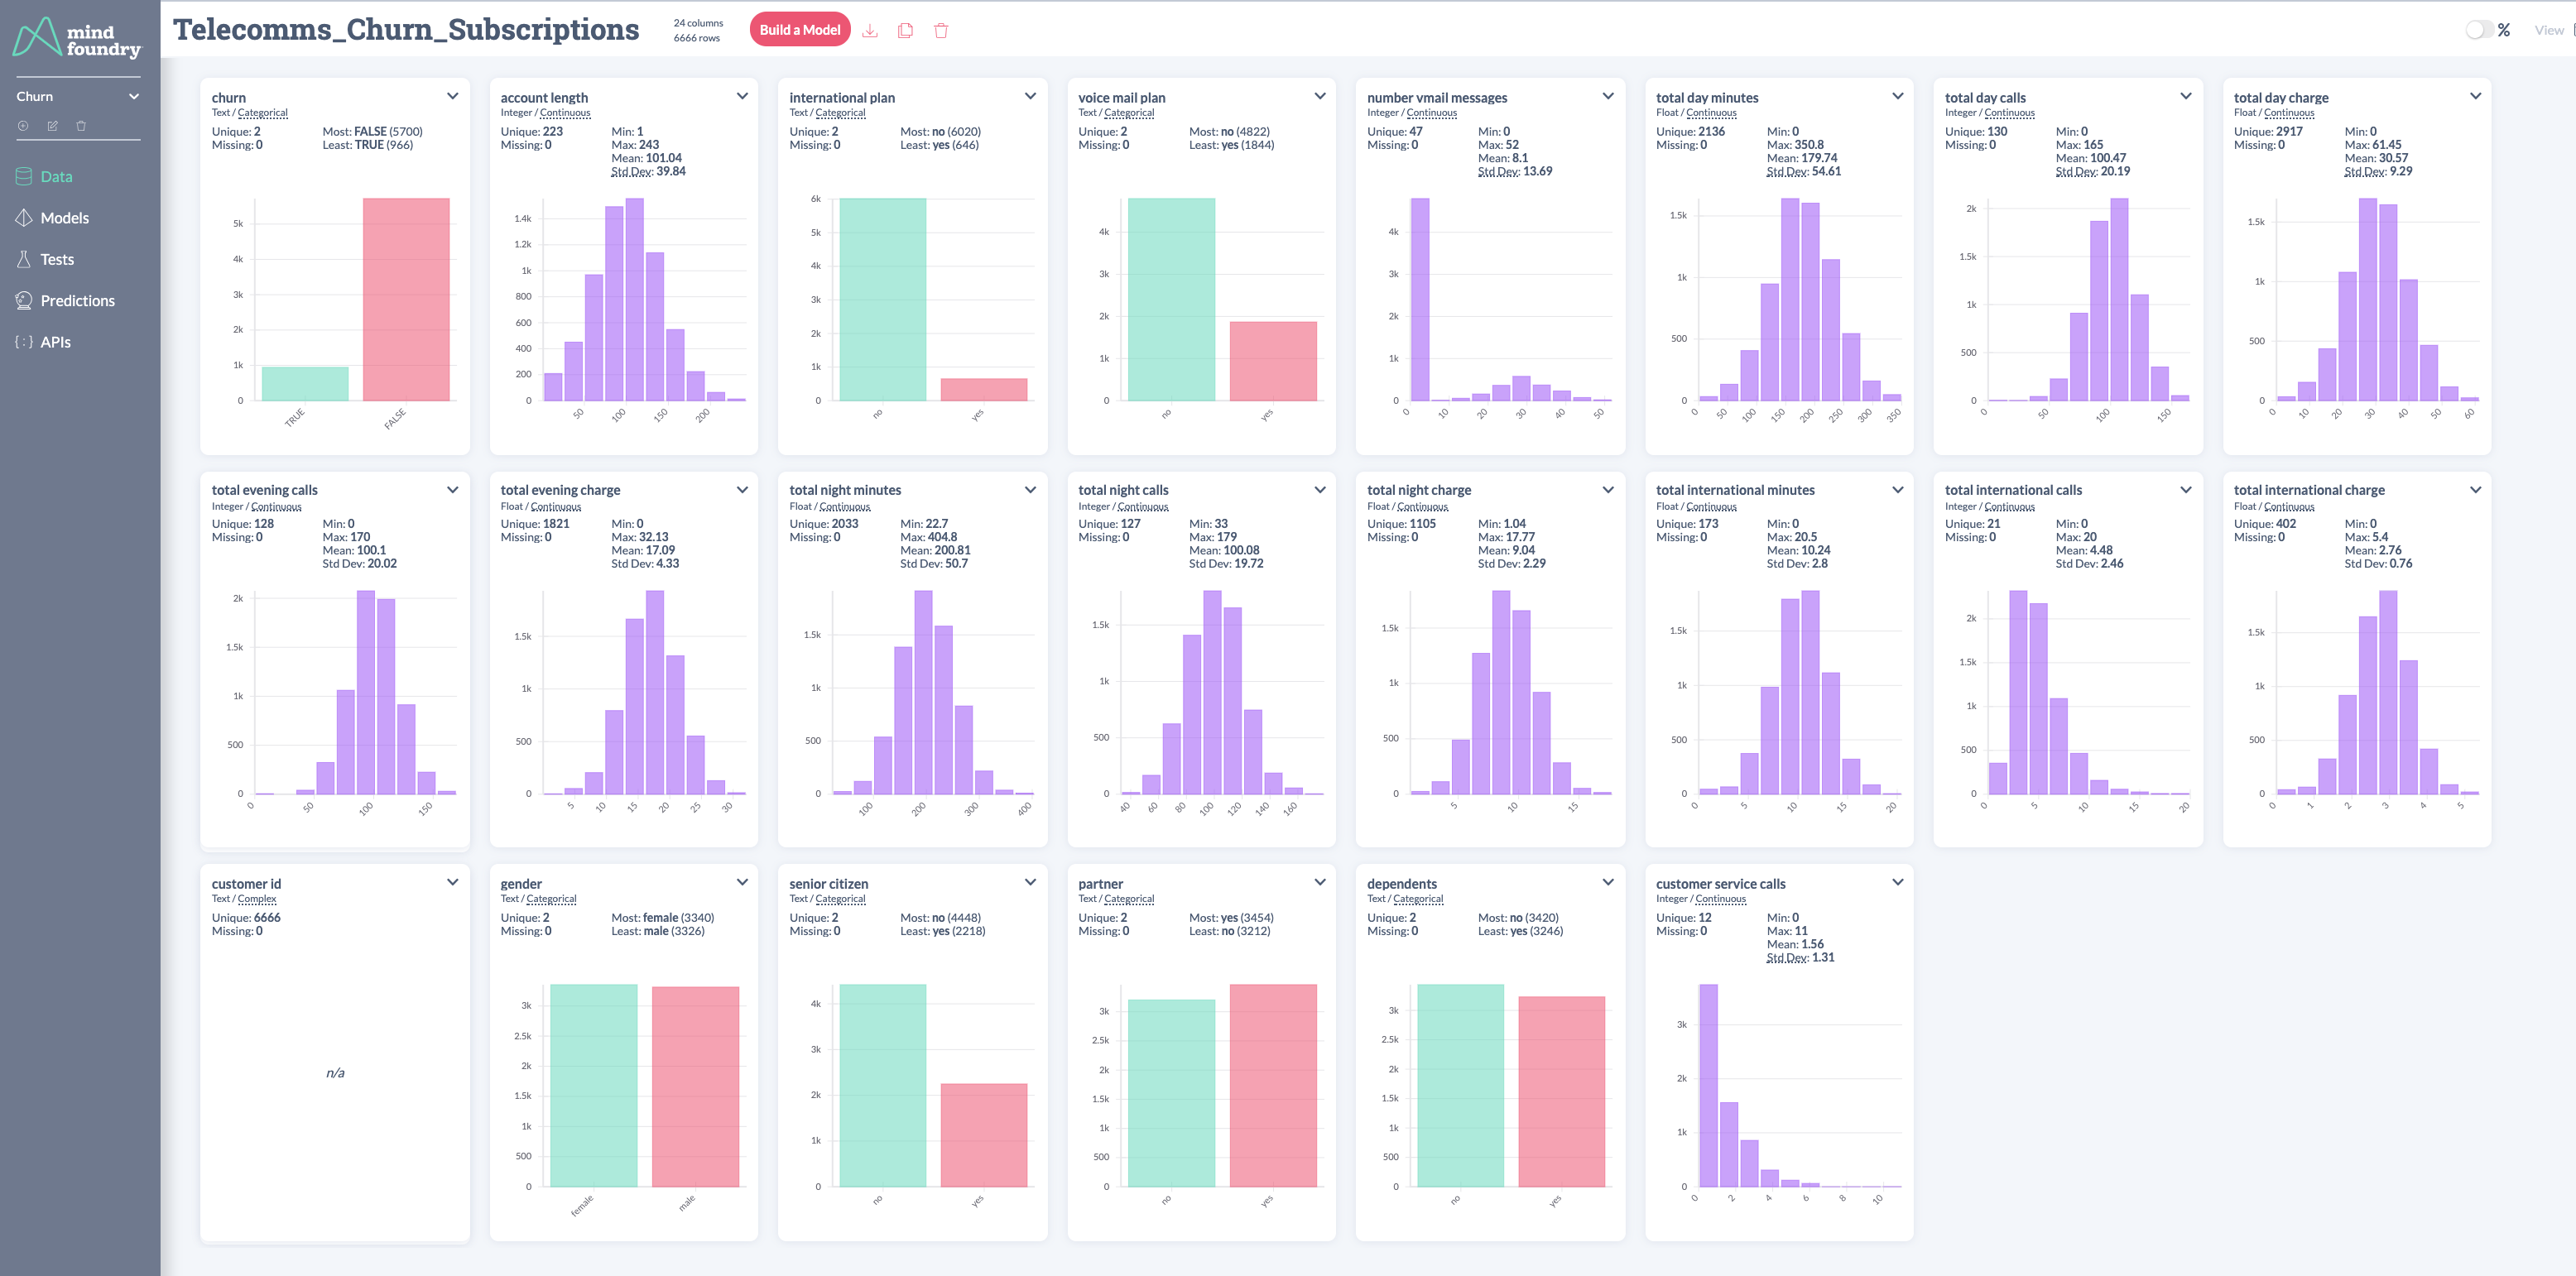 mind
foundry
Churn
Data
Models
Tests
Predictions
APIs
Telecomms_Churn_Subscriptions
24 columns
6666 rows
Build a Model
%
View
churn
Text / Categorical
Unique: 2 Most: FALSE (5700)
Missing: 0 Least: TRUE (966)
5k
4k
3k
2k
1k
0
TRUE FALSE
account length
Integer / Continuous
Unique: 223 Min: 1
Missing: 0 Max: 243
Mean: 101.04
Std Dev: 39.84
1.4k
1.2k
1k
800
600
400
200
0
50 100 150 200
international plan
Text / Categorical
Unique: 2 Most: no (6020)
Missing: 0 Least: yes (646)
6k
5k
4k
3k
2k
1k
0
no yes
voice mail plan
Text / Categorical
Unique: 2 Most: no (4822)
Missing: 0 Least: yes (1844)
4k
3k
2k
1k
0
no yes
number vmail messages
Integer / Continuous
Unique: 47 Min: 0
Missing: 0 Max: 52
Mean: 8.1
Std Dev: 13.69
4k
3k
2k
1k
0
0 10 20 30 40 50
total day minutes
Float / Continuous
Unique: 2136 Min: 0
Missing: 0 Max: 350.8
Mean: 179.74
Std Dev: 54.61
1.5k
1k
500
0
0 50 100 150 200 250 300 350
total day calls
Integer / Continuous
Unique: 130 Min: 0
Missing: 0 Max: 165
Mean: 100.47
Std Dev: 20.19
2k
1.5k
1k
500
0
0 50 100 150
total day charge
Float / Continuous
Unique: 2917 Min: 0
Missing: 0 Max: 61.45
Mean: 30.57
Std Dev: 9.29
1.5k
1k
500
0
0 10 20 30 40 50 60
total evening calls
Integer / Continuous
Unique: 128 Min: 0
Missing: 0 Max: 170
Mean: 100.1
Std Dev: 20.02
2k
1.5k
1k
500
0
0 50 100 150
total evening charge
Float / Continuous
Unique: 1821 Min: 0
Missing: 0 Max: 32.13
Mean: 17.09
Std Dev: 4.33
1.5k
1k
500
0
5 10 15 20 25 30
total night minutes
Float / Continuous
Unique: 2033 Min: 22.7
Missing: 0 Max: 404.8
Mean: 200.81
Std Dev: 50.7
1.5k
1k
500
0
100 200 300 400
total night calls
Integer / Continuous
Unique: 127 Min: 33
Missing: 0 Max: 179
Mean: 100.08
Std Dev: 19.72
1.5k
1k
500
0
40 60 80 100 120 140 160
total night charge
Float / Continuous
Unique: 1105 Min: 1.04
Missing: 0 Max: 17.77
Mean: 9.04
Std Dev: 2.29
1.5k
1k
500
0
5 10 15
total international minutes
Float / Continuous
Unique: 173 Min: 0
Missing: 0 Max: 20.5
Mean: 10.24
Std Dev: 2.8
1.5k
1k
500
0
0 5 10 15 20
total international calls
Integer / Continuous
Unique: 21 Min: 0
Missing: 0 Max: 20
Mean: 4.48
Std Dev: 2.46
2k
1.5k
1k
500
0
0 5 10 15 20
total international charge
Float / Continuous
Unique: 402 Min: 0
Missing: 0 Max: 5.4
Mean: 2.76
Std Dev: 0.76
1.5k
1k
500
0
0 1 2 3 4 5
customer id
Text / Complex
Unique: 6666
Missing: 0
n/a
gender
Text / Categorical
Unique: 2 Most: female (3340)
Missing: 0 Least: male (3326)
3k
2.5k
2k
1.5k
1k
500
0
female male
senior citizen
Text / Categorical
Unique: 2 Most: no (4448)
Missing: 0 Least: yes (2218)
4k
3k
2k
1k
0
no yes
partner
Text / Categorical
Unique: 2 Most: yes (3454)
Missing: 0 Least: no (3212)
3k
2.5k
2k
1.5k
1k
500
0
no yes
dependents
Text / Categorical
Unique: 2 Most: no (3420)
Missing: 0 Least: yes (3246)
3k
2.5k
2k
1.5k
1k
500
0
no yes
customer service calls
Integer / Continuous
Unique: 12 Min: 0
Missing: 0 Max: 11
Mean: 1.56
Std Dev: 1.31
3k
2k
1k
0
0 2 4 6 8 10